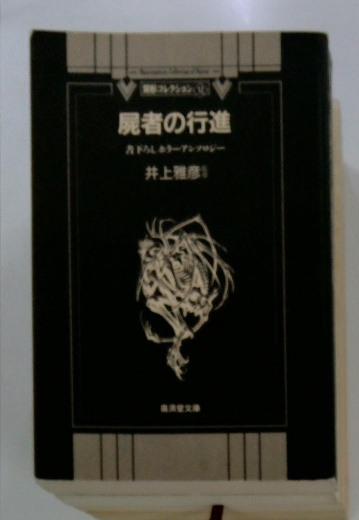 異形コレクション VI
屍者の行進
書下ろしホラーアンソロジー
井上雅彦
廣済堂文庫